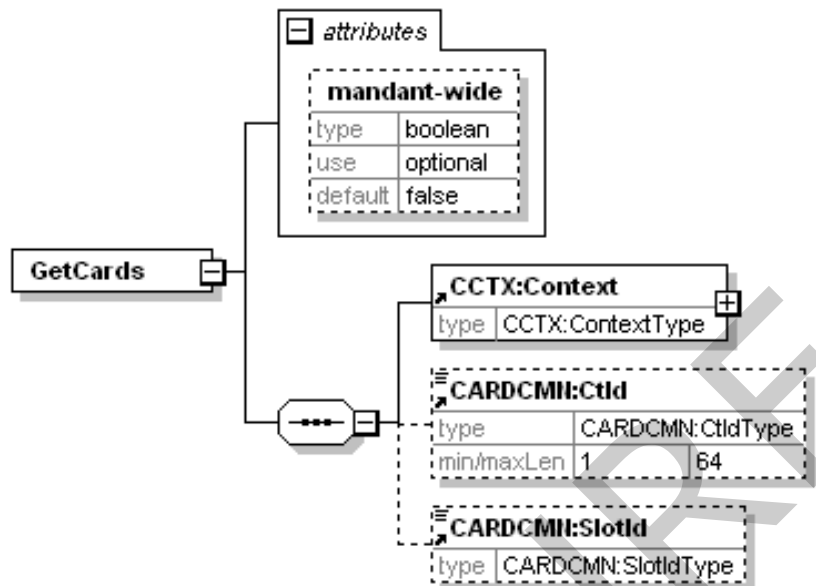 attributes
mandant-wide
type boolean
use optional
default false
GetCards
CCTX:Context
type CCTX:ContextType
CARDCMN:CtId
type CARDCMN:CtIdType
min/maxLen 1 64
CARDCMN:SlotId
type CARDCMN:SlotIdType